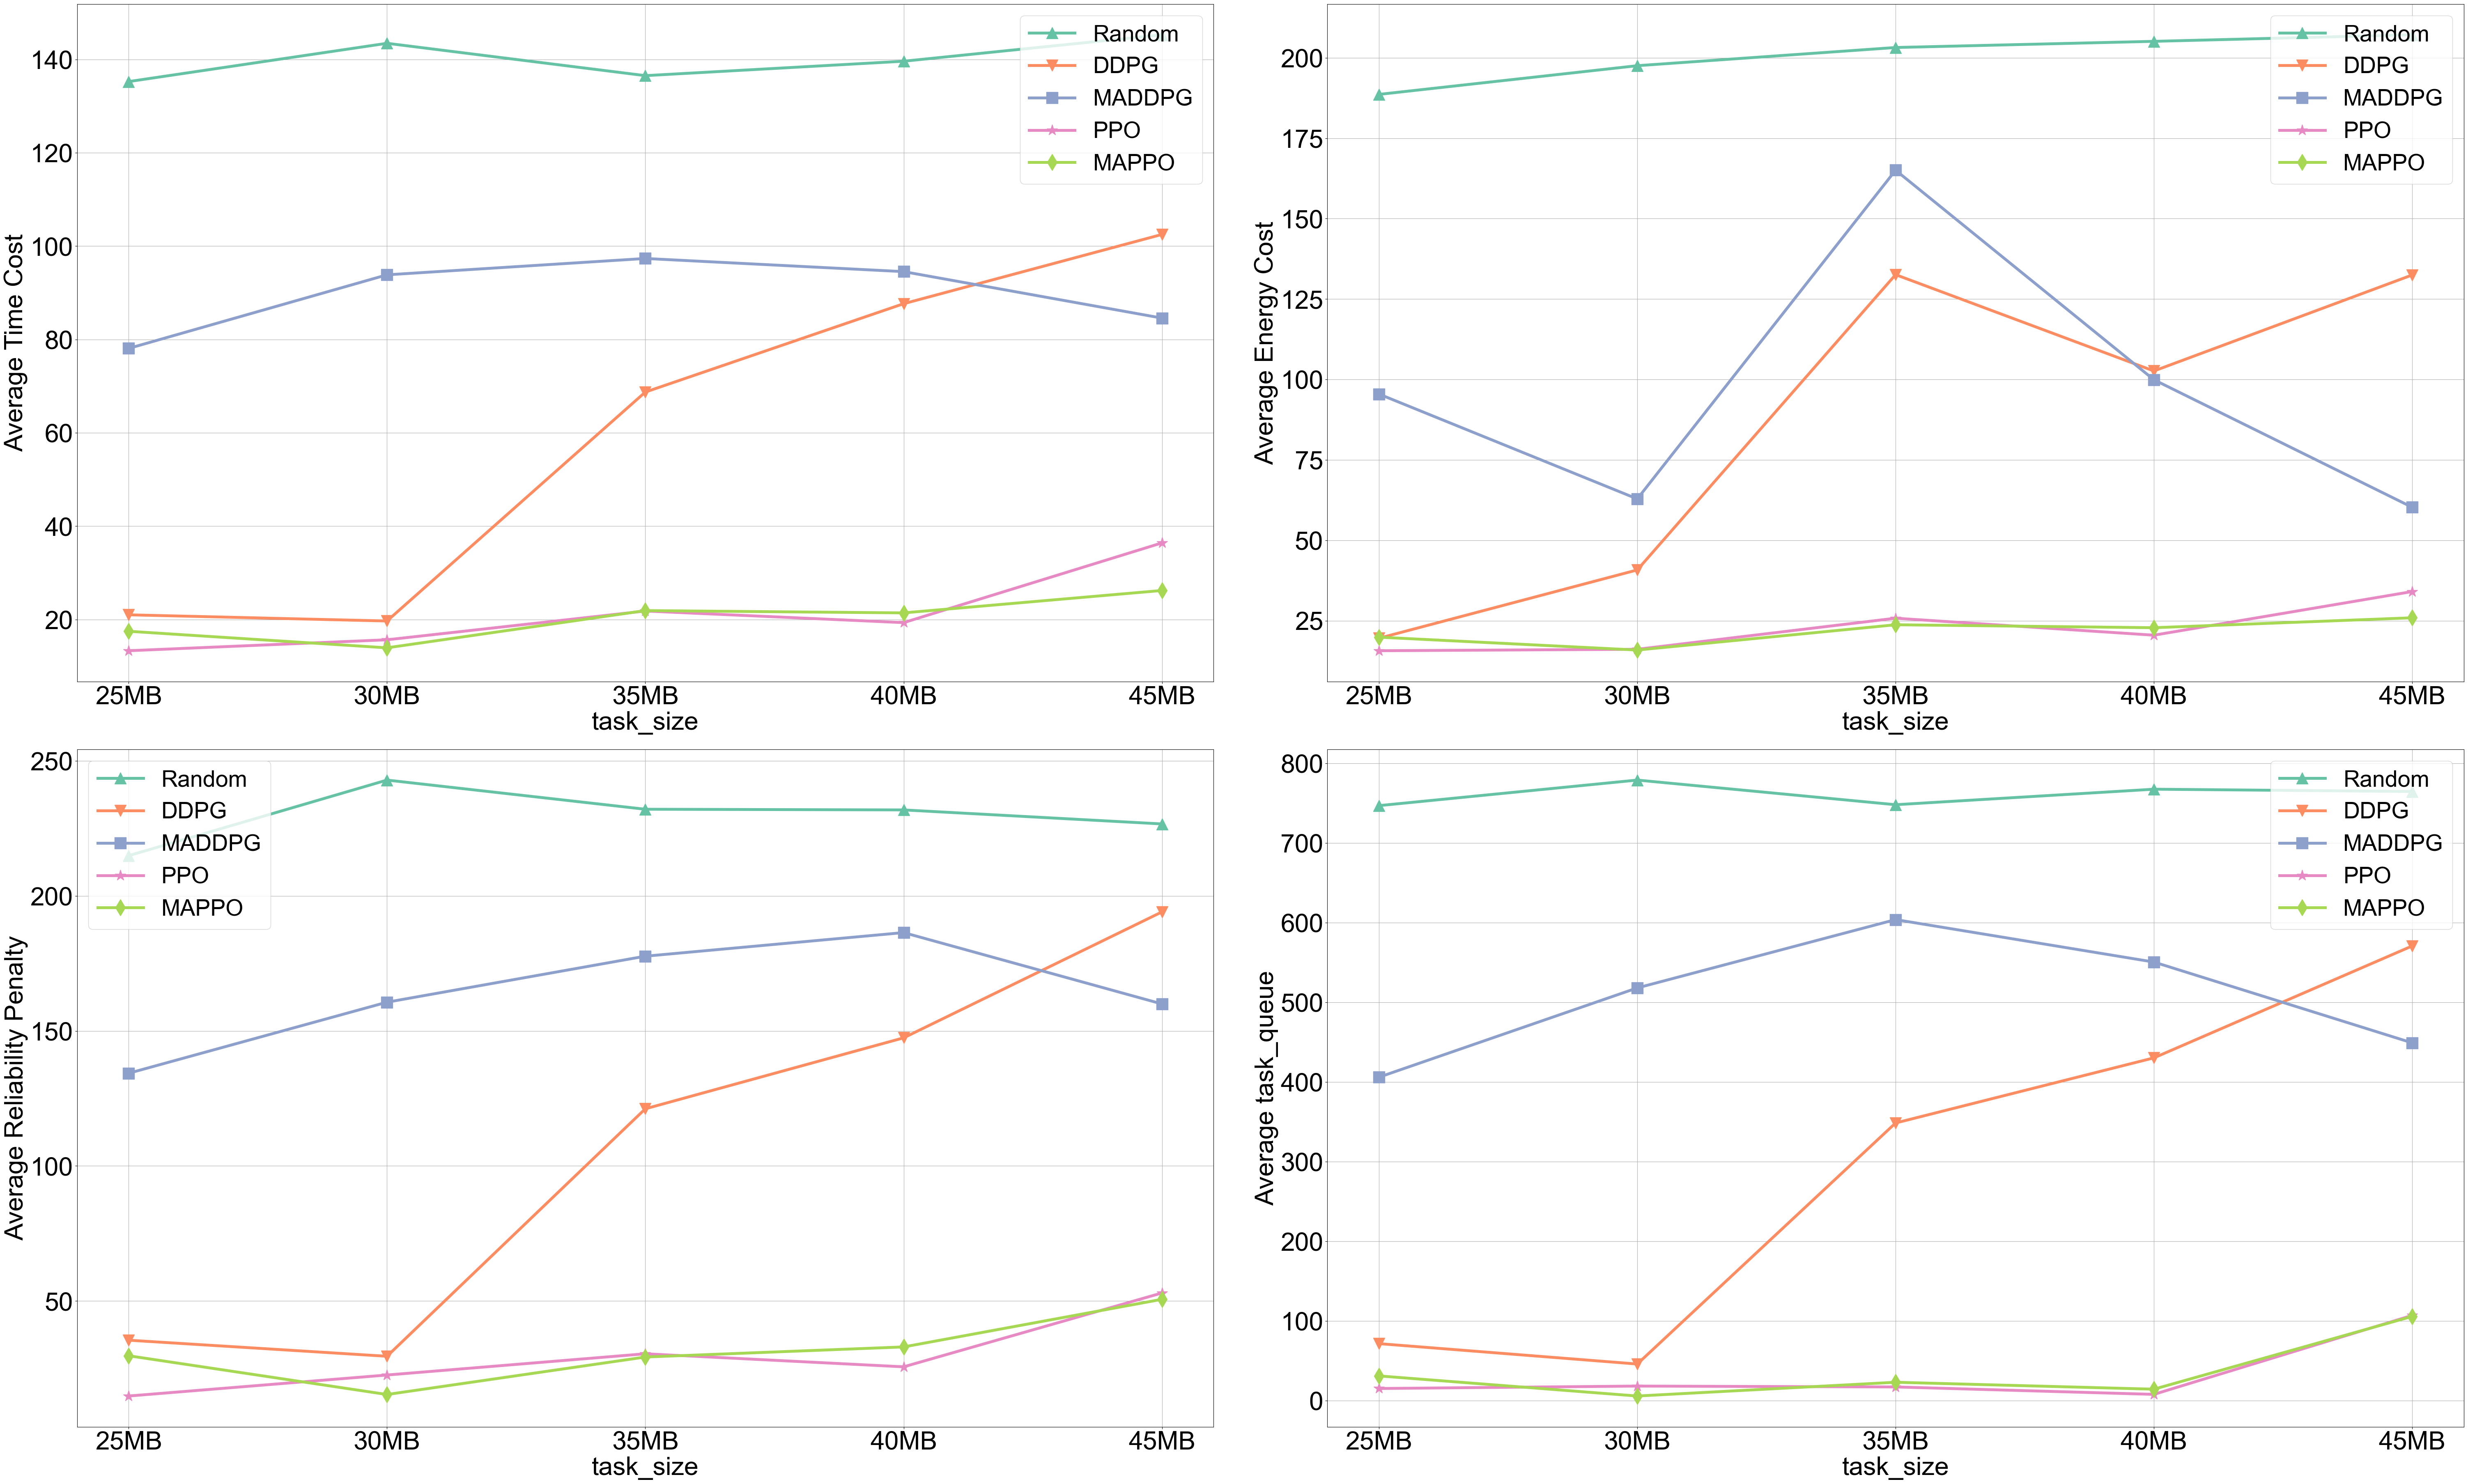 Average Time Cost
140
120
100
80
60
40
20
25MB 30MB 35MB 40MB 45MB
task_size
Random
DDPG
MADDPG
PPO
MAPPO
Average Energy Cost
200
175
150
125
100
75
50
25
25MB 30MB 35MB 40MB 45MB
task_size
Random
DDPG
MADDPG
PPO
MAPPO
Average Reliability Penalty
250
200
150
100
50
25MB 30MB 35MB 40MB 45MB
task_size
Random
DDPG
MADDPG
PPO
MAPPO
Average task_queue
800
700
600
500
400
300
200
100
0
25MB 30MB 35MB 40MB 45MB
task_size
Random
DDPG
MADDPG
PPO
MAPPO